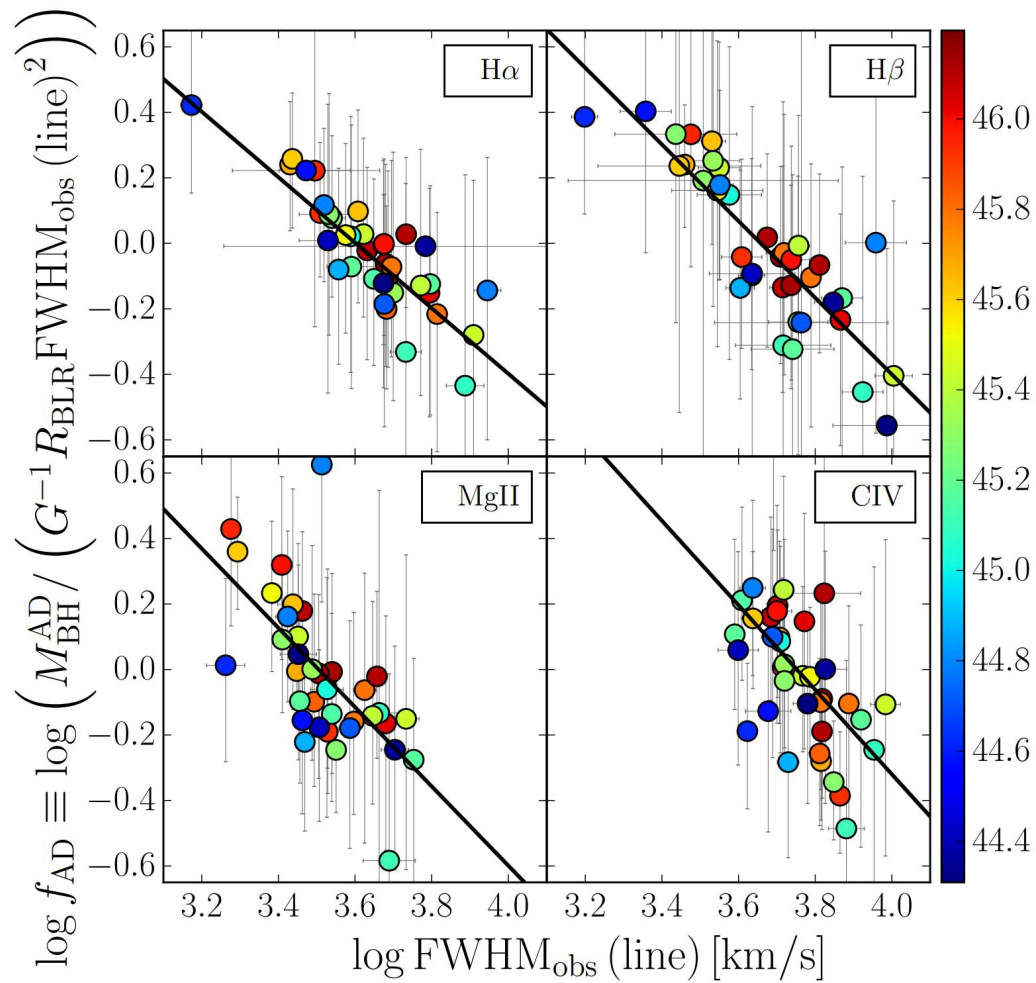 log f_AD ≡ log ( M_BH^AD / ( G^−1 R_BLR FWHM_obs (line)^2 ) )
0.6
0.4
0.2
0.0
−0.2
−0.4
−0.6
Hα
Hβ
0.6
0.4
0.2
0.0
−0.2
−0.4
−0.6
MgII
CIV
3.2 3.4 3.6 3.8 4.0
3.2 3.4 3.6 3.8 4.0
log FWHM_obs (line) [km/s]
46.0
45.8
45.6
45.4
45.2
45.0
44.8
44.6
44.4